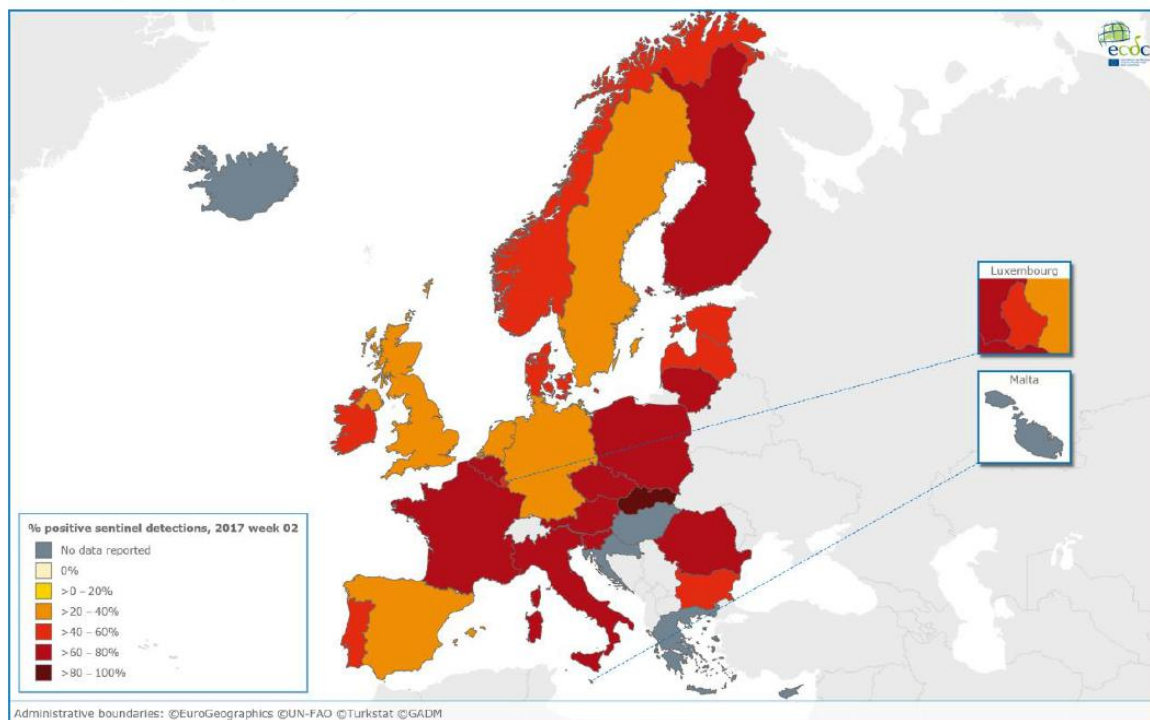 ecdc
Luxembourg
Malta
% positive sentinel detections, 2017 week 02
No data reported
0%
>0 – 20%
>20 – 40%
>40 – 60%
>60 – 80%
>80 – 100%
Administrative boundaries: ©EuroGeographics ©UN-FAO ©Turkstat ©GADM